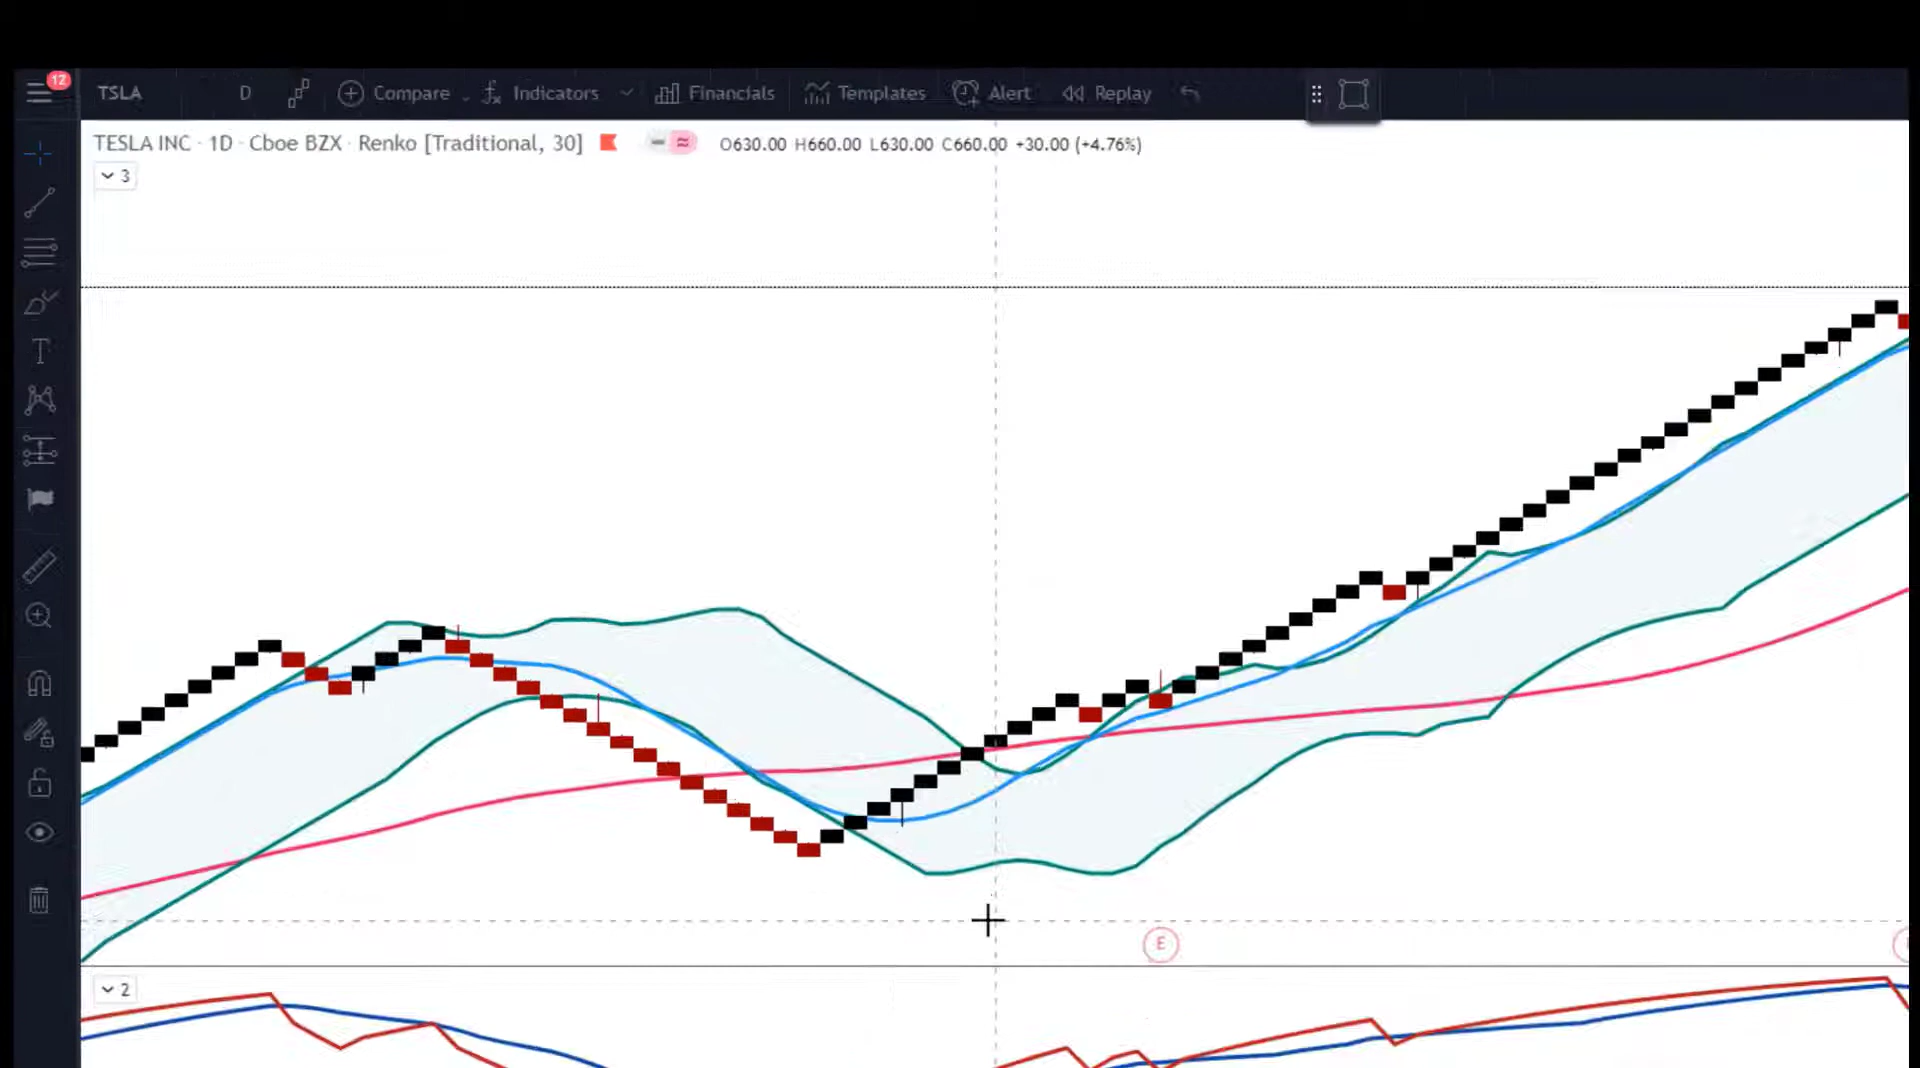 12
TSLA D Compare Indicators Financials Templates Alert Replay
TESLA INC · 1D · Cboe BZX · Renko [Traditional, 30] O630.00 H660.00 L630.00 C660.00 +30.00 (+4.76%)
3
T
E
2